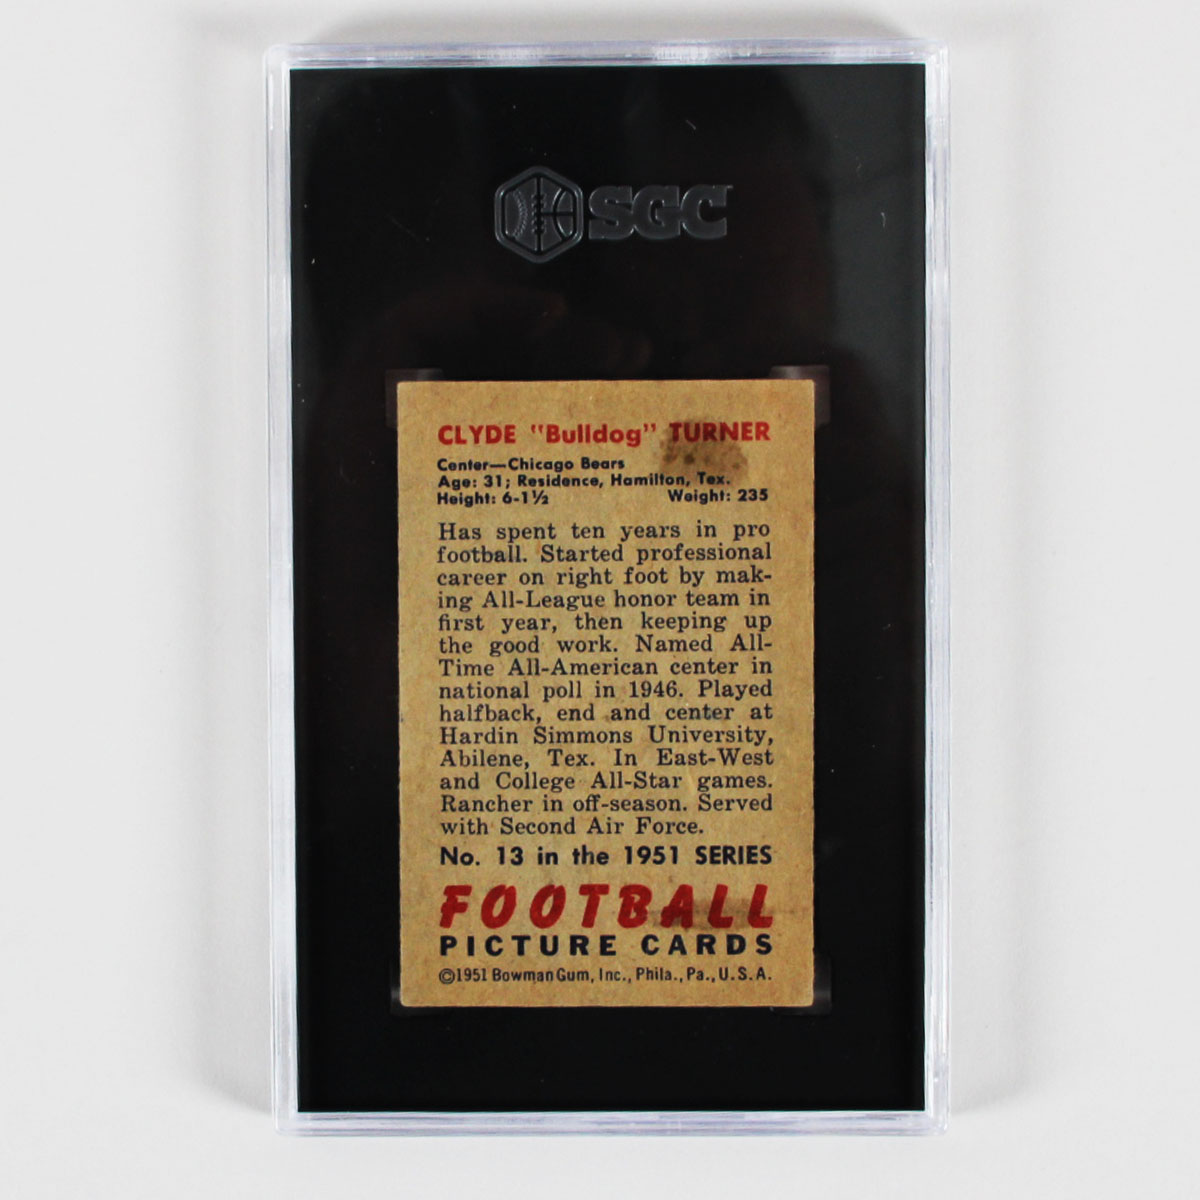 SGC
CLYDE "Bulldog" TURNER
Center—Chicago Bears
Age: 31; Residence, Hamilton, Tex.
Height: 6-1½ Weight: 235
Has spent ten years in pro
football. Started professional
career on right foot by mak-
ing All-League honor team in
first year, then keeping up
the good work. Named All-
Time All-American center in
national poll in 1946. Played
halfback, end and center at
Hardin Simmons University,
Abilene, Tex. In East-West
and College All-Star games.
Rancher in off-season. Served
with Second Air Force.
No. 13 in the 1951 SERIES
FOOTBALL
PICTURE CARDS
©1951 Bowman Gum, Inc., Phila., Pa., U.S.A.